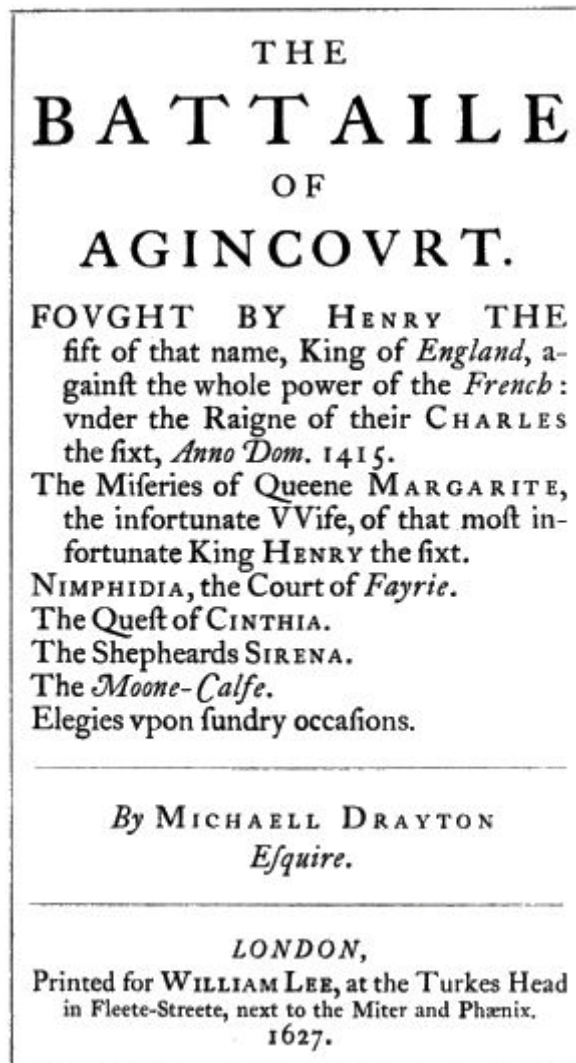 THE
BATTAILE
OF
AGINCOVRT.
FOVGHT BY HENRY THE
fift of that name, King of England, a-
gainſt the whole power of the French :
vnder the Raigne of their CHARLES
the ſixt, Anno Dom. 1415.
The Miſeries of Queene MARGARITE,
the infortunate VVife, of that moſt in-
fortunate King HENRY the ſixt.
NIMPHIDIA, the Court of Fayrie.
The Queſt of CINTHIA.
The Shepheards SIRENA.
The Moone-Calfe.
Elegies vpon ſundry occaſions.
By MICHAELL DRAYTON
Eſquire.
LONDON,
Printed for WILLIAM LEE, at the Turkes Head
in Fleete-Streete, next to the Miter and Phænix.
1627.